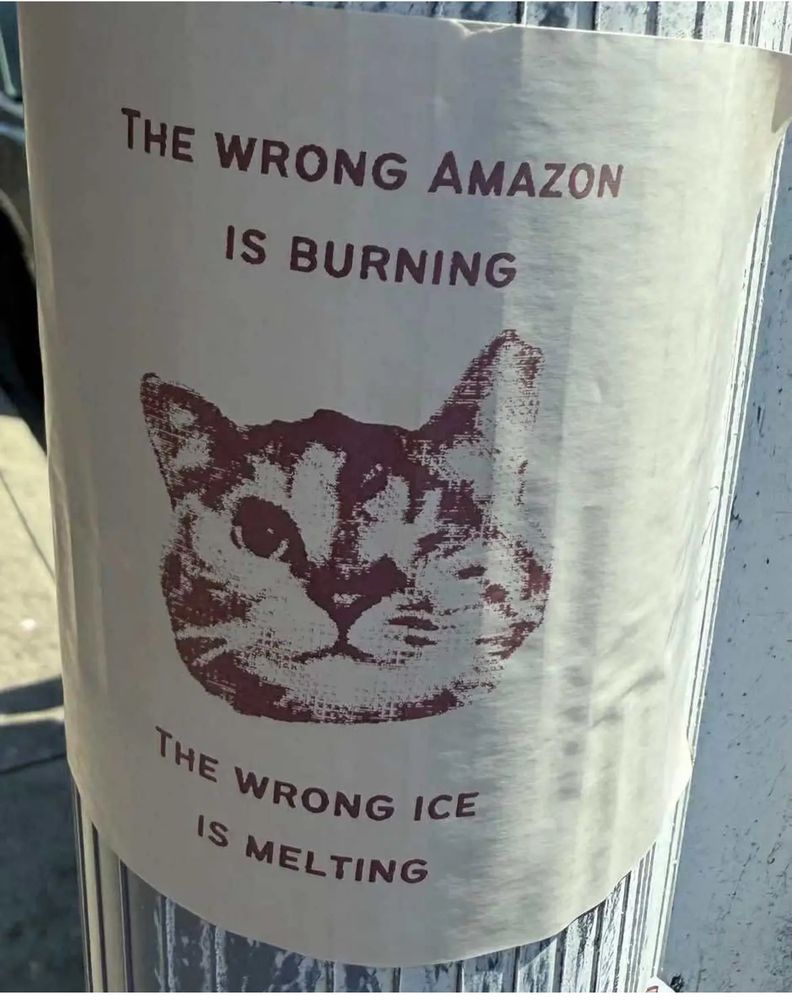 The wrong Amazon
is burning
The wrong ice
is melting